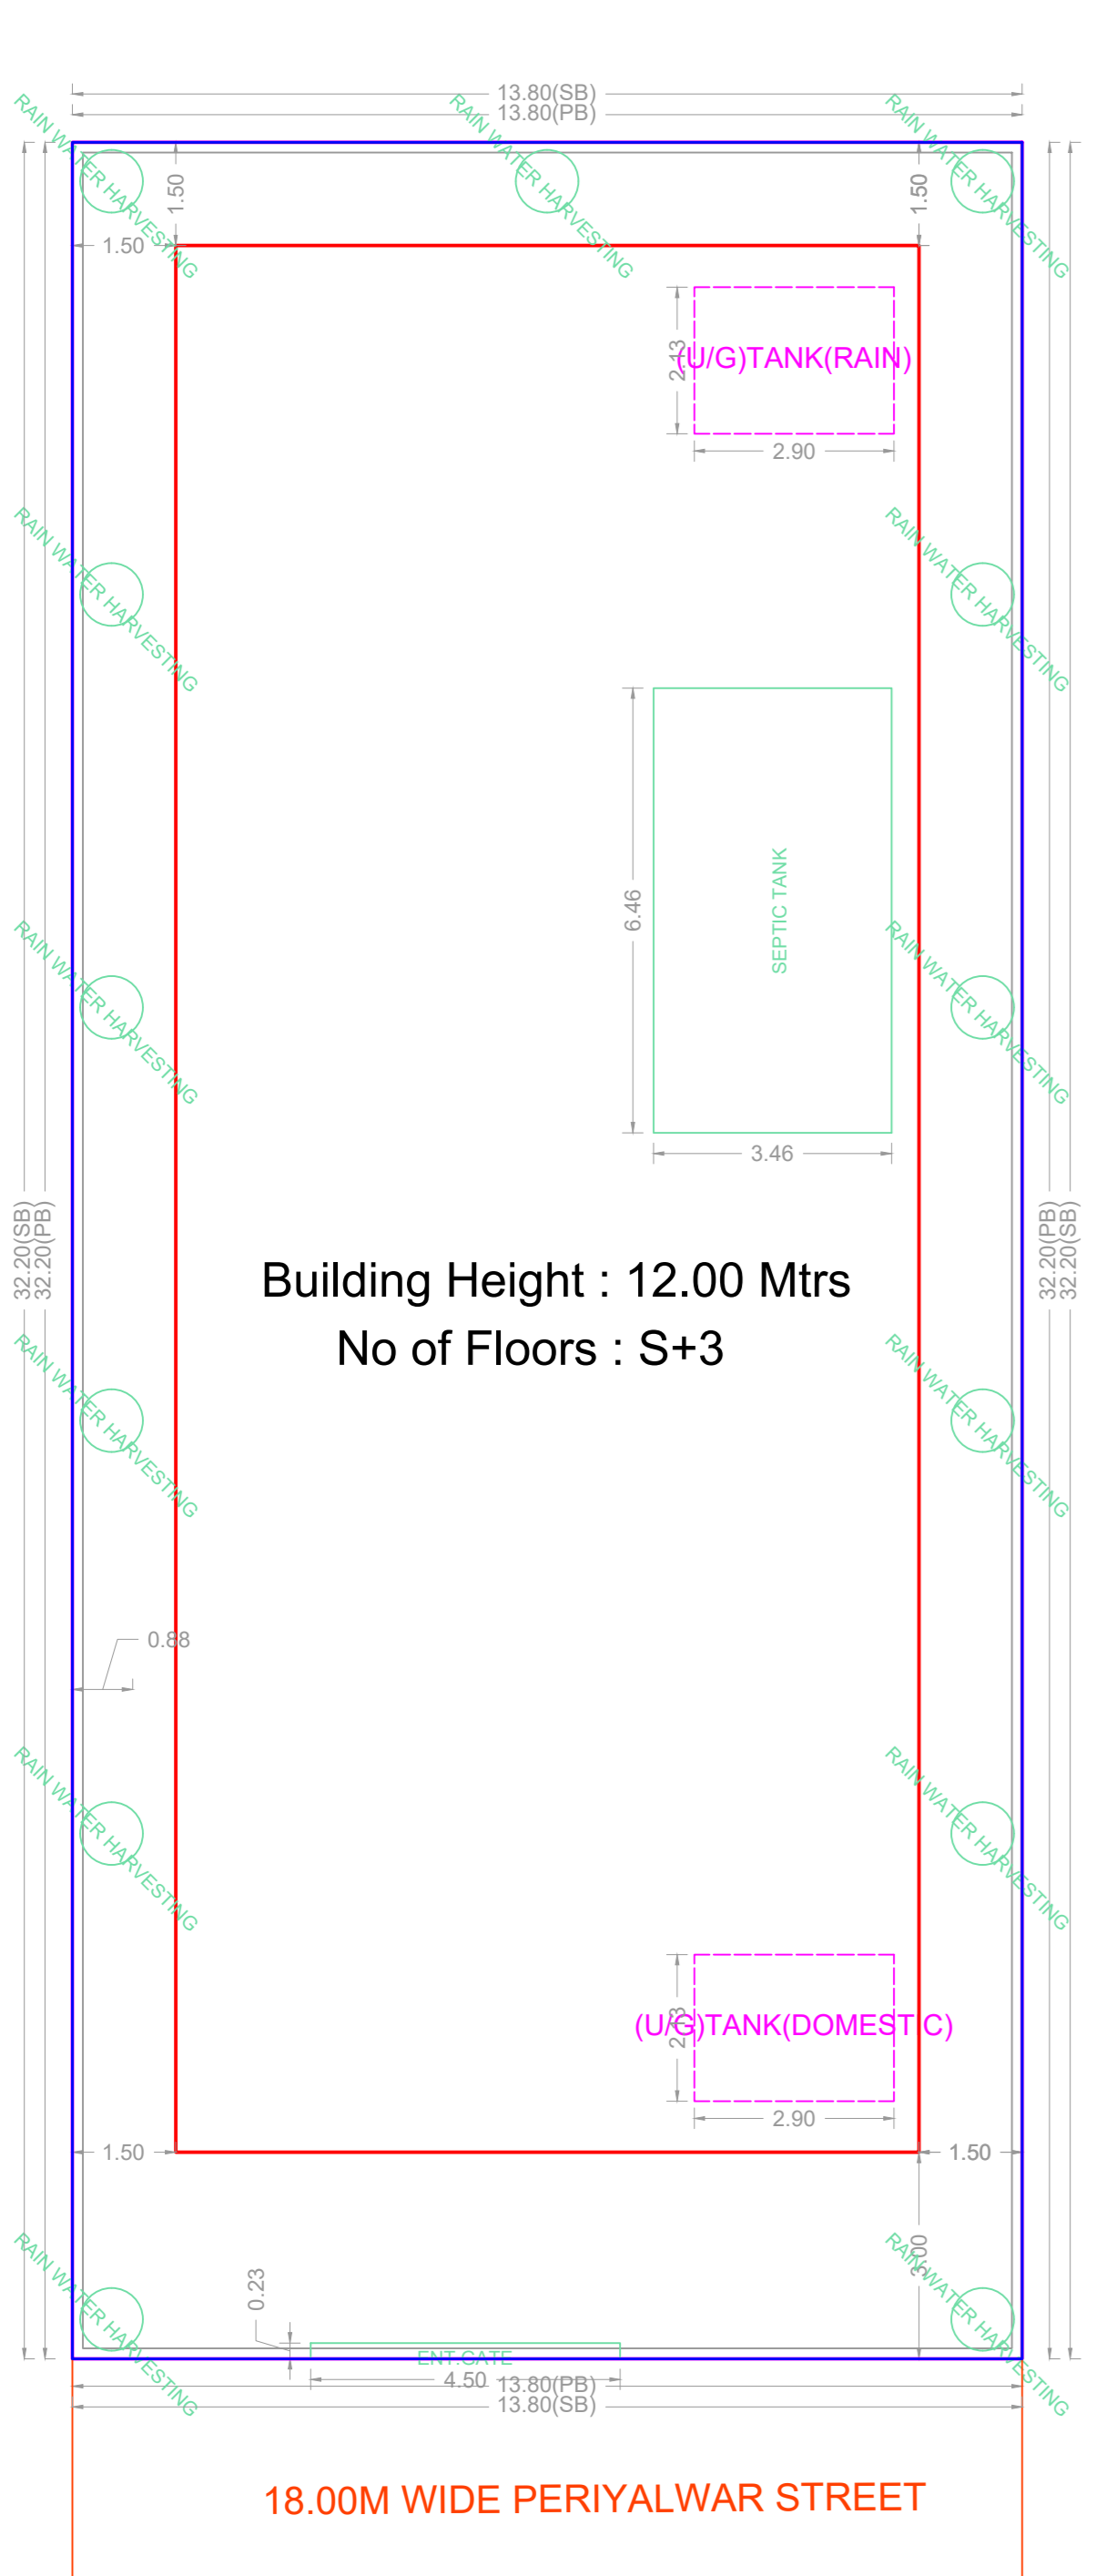 13.80(SB)
13.80(PB)
RAIN WATER HARVESTING
RAIN WATER HARVESTING
RAIN WATER HARVESTING
1.50
1.50
1.50
2.13
(U/G)TANK(RAIN)
2.90
RAIN WATER HARVESTING
RAIN WATER HARVESTING
6.46
SEPTIC TANK
RAIN WATER HARVESTING
RAIN WATER HARVESTING
3.46
32.20(SB)
32.20(PB)
32.20(PB)
32.20(SB)
Building Height : 12.00 Mtrs
No of Floors : S+3
RAIN WATER HARVESTING
RAIN WATER HARVESTING
0.88
RAIN WATER HARVESTING
RAIN WATER HARVESTING
2.13
(U/G)TANK(DOMESTIC)
2.90
1.50
1.50
3.00
RAIN WATER HARVESTING
RAIN WATER HARVESTING
0.23
ENT.GATE
4.50
13.80(PB)
13.80(SB)
18.00M WIDE PERIYALWAR STREET